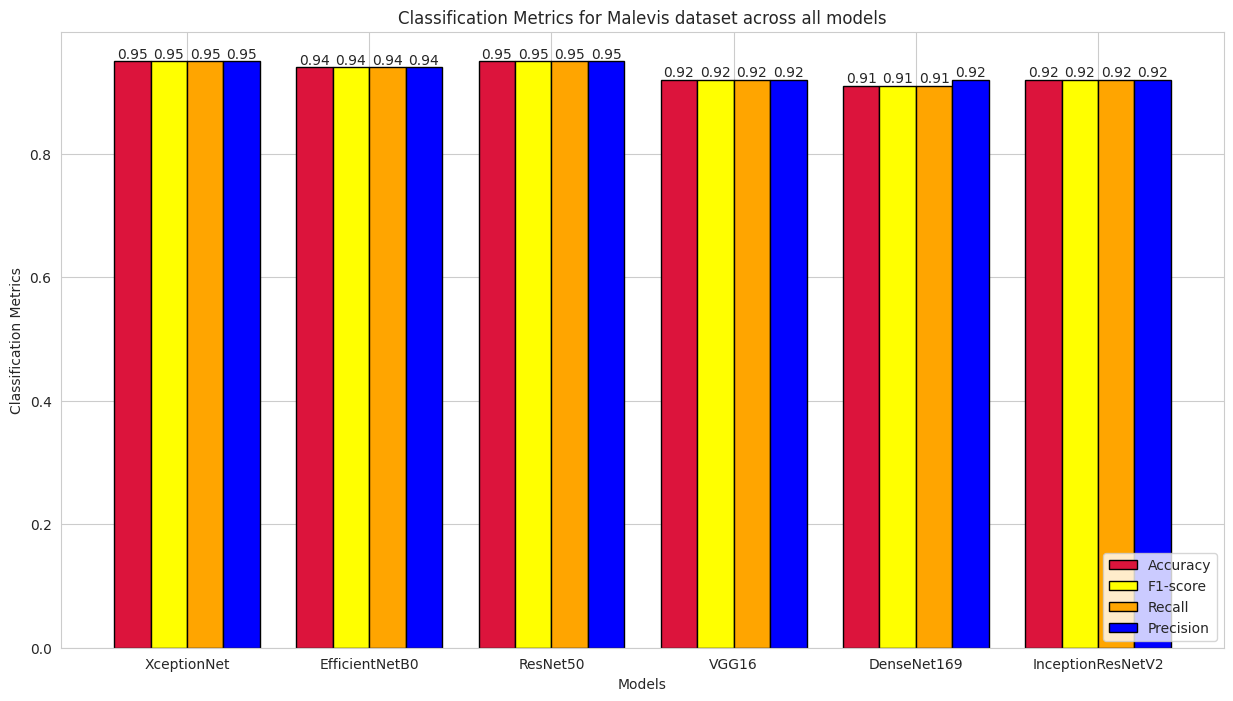 Classification Metrics for Malevis dataset across all models
0.95 0.95 0.95 0.95 0.94 0.94 0.94 0.94 0.95 0.95 0.95 0.95 0.92 0.92 0.92 0.92 0.91 0.91 0.91 0.92 0.92 0.92 0.92 0.92
Classification Metrics
0.8
0.6
0.4
0.2
0.0
Accuracy
F1-score
Recall
Precision
XceptionNet EfficientNetB0 ResNet50 VGG16 DenseNet169 InceptionResNetV2
Models